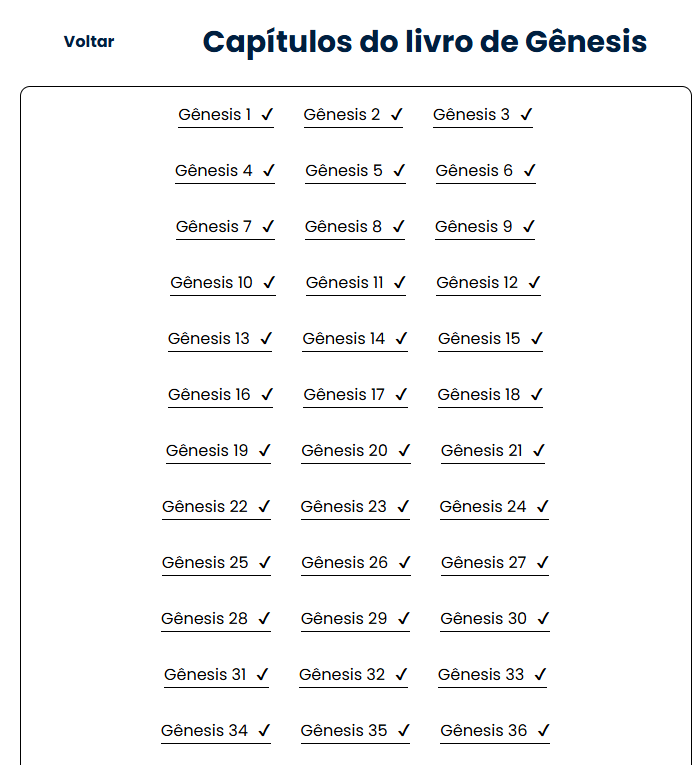 Voltar Capítulos do livro de Gênesis
Gênesis 1 ✓ Gênesis 2 ✓ Gênesis 3 ✓
Gênesis 4 ✓ Gênesis 5 ✓ Gênesis 6 ✓
Gênesis 7 ✓ Gênesis 8 ✓ Gênesis 9 ✓
Gênesis 10 ✓ Gênesis 11 ✓ Gênesis 12 ✓
Gênesis 13 ✓ Gênesis 14 ✓ Gênesis 15 ✓
Gênesis 16 ✓ Gênesis 17 ✓ Gênesis 18 ✓
Gênesis 19 ✓ Gênesis 20 ✓ Gênesis 21 ✓
Gênesis 22 ✓ Gênesis 23 ✓ Gênesis 24 ✓
Gênesis 25 ✓ Gênesis 26 ✓ Gênesis 27 ✓
Gênesis 28 ✓ Gênesis 29 ✓ Gênesis 30 ✓
Gênesis 31 ✓ Gênesis 32 ✓ Gênesis 33 ✓
Gênesis 34 ✓ Gênesis 35 ✓ Gênesis 36 ✓